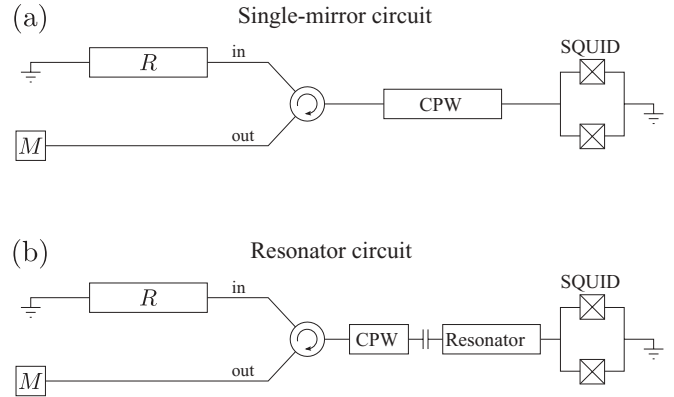 (a) Single-mirror circuit
SQUID
R in
CPW
M out
(b) Resonator circuit
SQUID
R in
CPW Resonator
M out